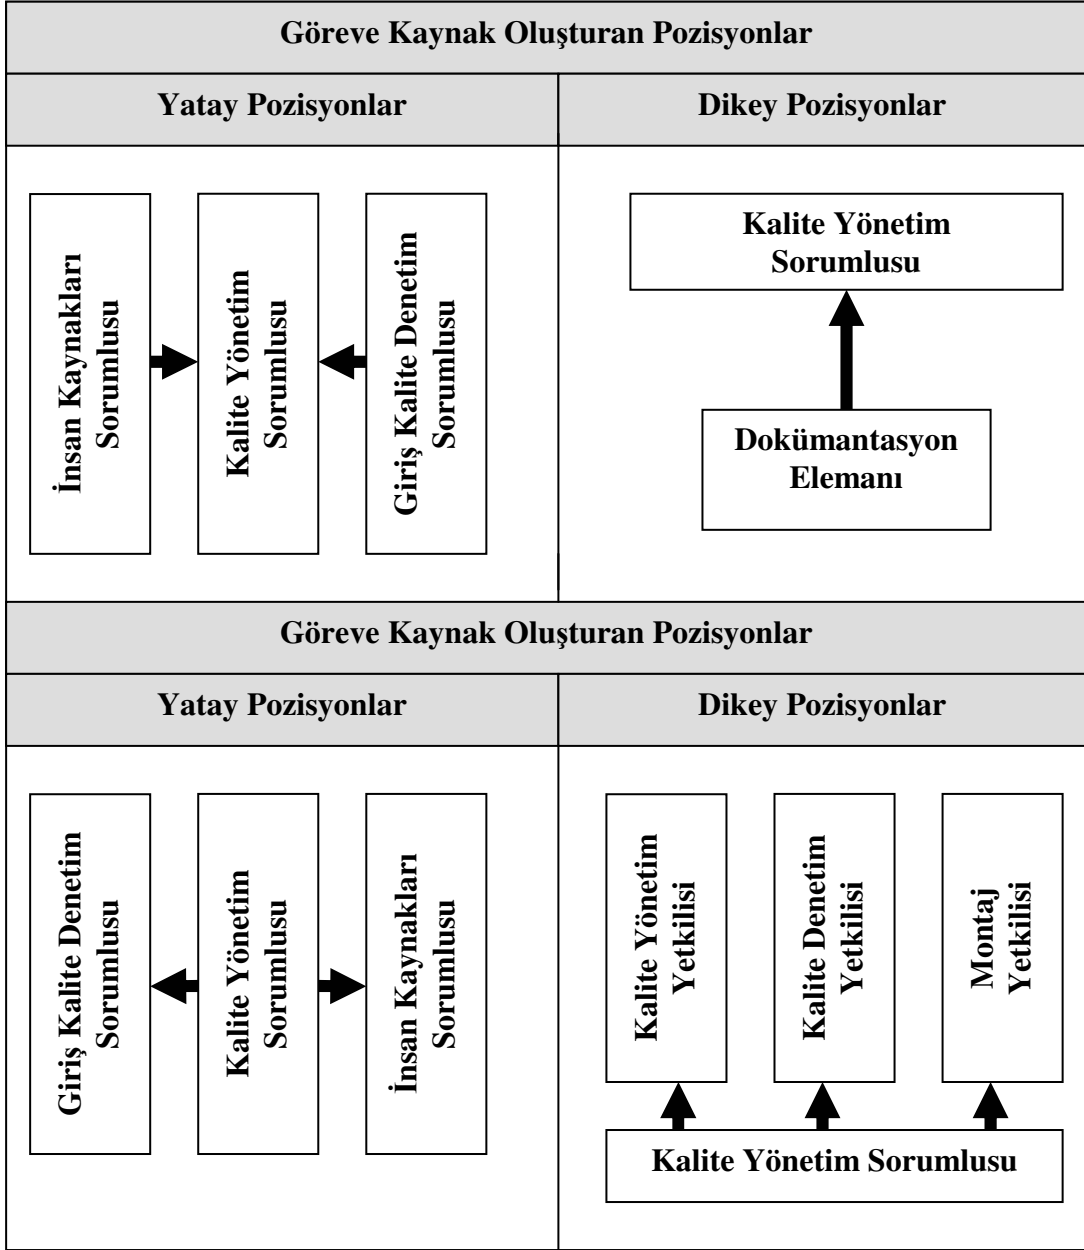 Göreve Kaynak Oluşturan Pozisyonlar
Yatay Pozisyonlar
Dikey Pozisyonlar
İnsan Kaynakları
Sorumlusu
Kalite Yönetim
Sorumlusu
Giriş Kalite Denetim
Sorumlusu
Kalite Yönetim
Sorumlusu
Dokümantasyon
Elemanı
Göreve Kaynak Oluşturan Pozisyonlar
Yatay Pozisyonlar
Dikey Pozisyonlar
Giriş Kalite Denetim
Sorumlusu
Kalite Yönetim
Sorumlusu
İnsan Kaynakları
Sorumlusu
Kalite Yönetim
Yetkilisi
Kalite Denetim
Yetkilisi
Montaj
Yetkilisi
Kalite Yönetim Sorumlusu